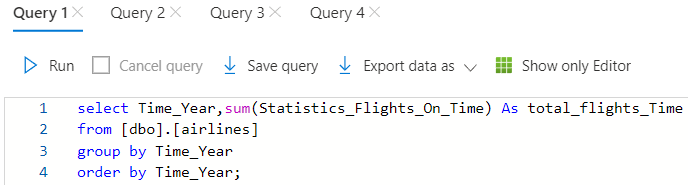 Query 1 Query 2 Query 3 Query 4
Run Cancel query Save query Export data as Show only Editor
1 select Time_Year,sum(Statistics_Flights_On_Time) As total_flights_Time
2 from [dbo].[airlines]
3 group by Time_Year
4 order by Time_Year;